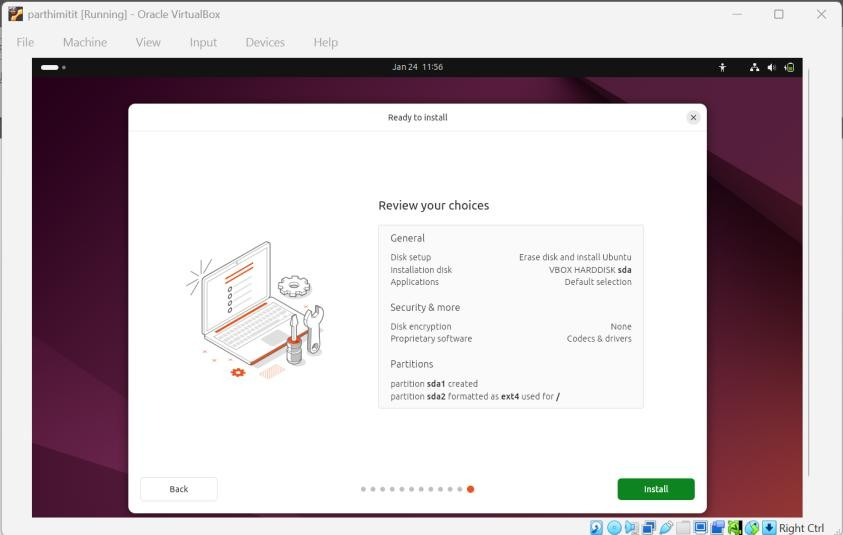 parthimitit [Running] - Oracle VirtualBox
File Machine View Input Devices Help
Jan 24 11:56
Ready to install
Review your choices
General
Disk setup Erase disk and install Ubuntu
Installation disk VBOX HARDDISK sda
Applications Default selection
Security & more
Disk encryption None
Proprietary software Codecs & drivers
Partitions
partition sda1 created
partition sda2 formatted as ext4 used for /
Back
Install
Right Ctrl